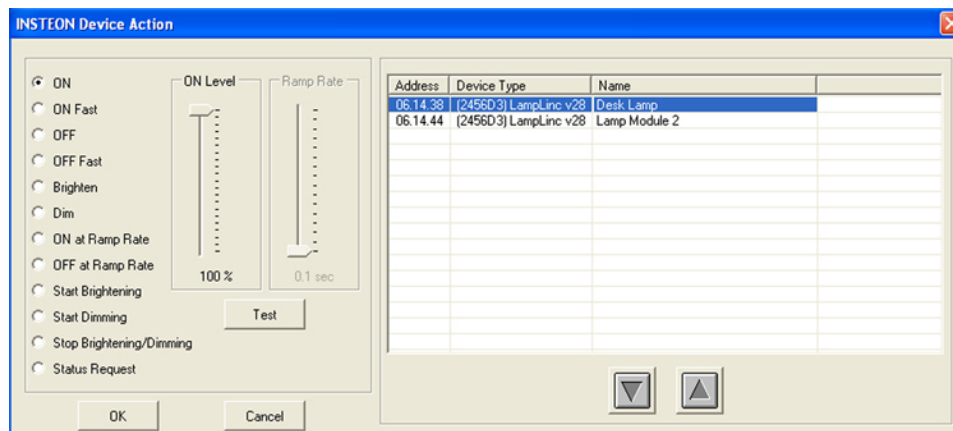 INSTEON Device Action
ON
ON Fast
OFF
OFF Fast
Brighten
Dim
ON at Ramp Rate
OFF at Ramp Rate
Start Brightening
Start Dimming
Stop Brightening/Dimming
Status Request
ON Level
100 %
Ramp Rate
0.1 sec
Test
OK
Cancel
Address Device Type Name
06.14.38 (2456D3) LampLinc v28 Desk Lamp
06.14.44 (2456D3) LampLinc v28 Lamp Module 2